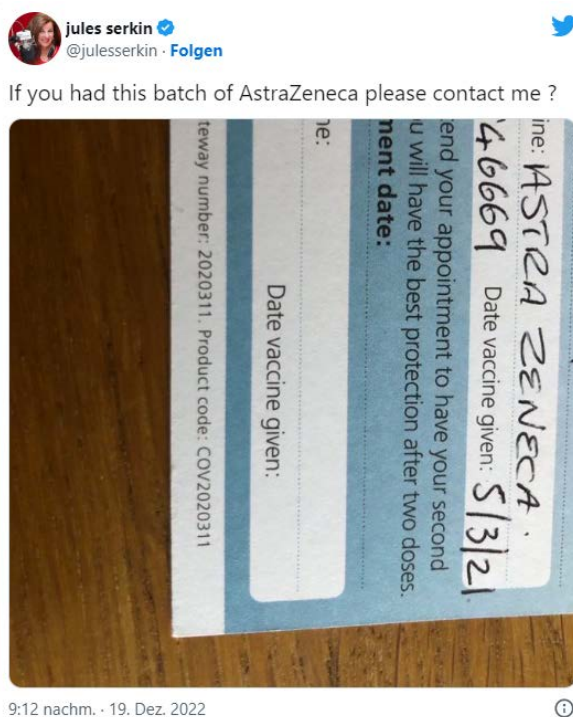 jules serkin
@julesserkin · Folgen
If you had this batch of AstraZeneca please contact me ?
ine: ASTRA ZENECA.
46669 Date vaccine given: 5/3/21
end your appointment to have your second
u will have the best protection after two doses.
ment date:
ne:
Date vaccine given:
teway number: 2020311. Product code: COV2020311
9:12 nachm. · 19. Dez. 2022